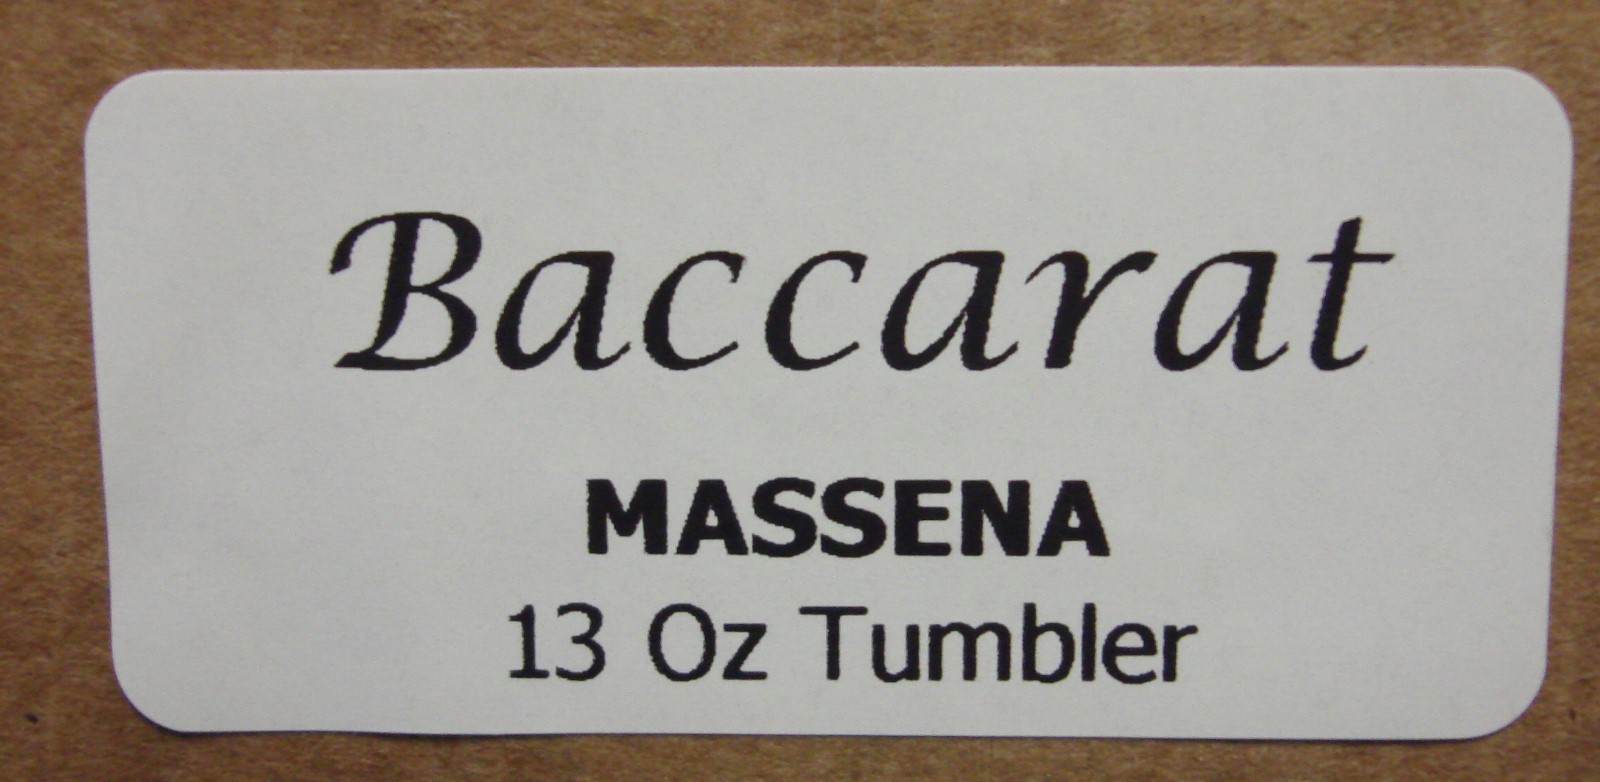 Baccarat
MASSENA
13 Oz Tumbler